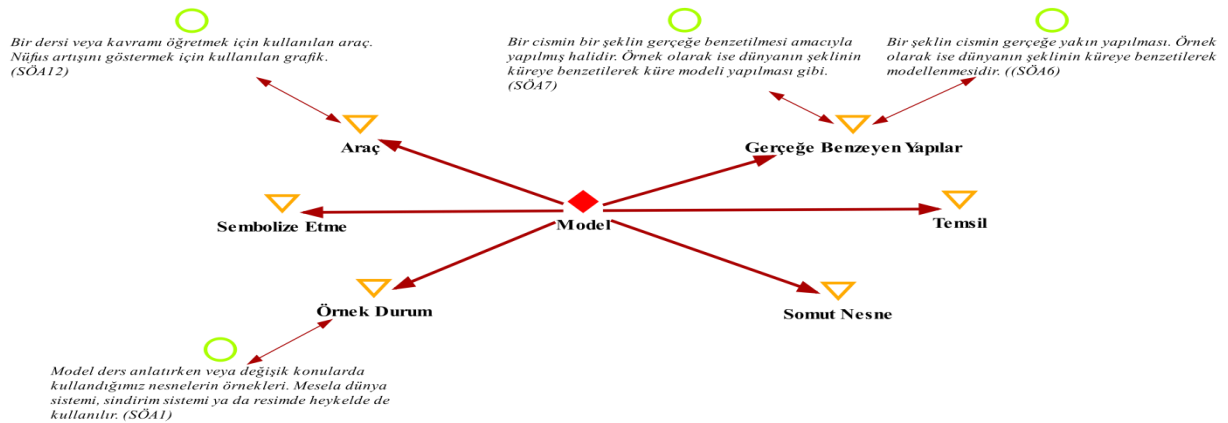 Bir dersi veya kavramı öğretmek için kullanılan araç.
Nüfus artışını göstermek için kullanılan grafik.
(SÖA12)
Bir cismin bir şeklin gerçeğe benzetilmesi amacıyla
yapılmış halidir. Örnek olarak ise dünyanın şeklinin
küreye benzetilerek küre modeli yapılması gibi.
(SÖA7)
Bir şeklin cismin gerçeğe yakın yapılması. Örnek
olarak ise dünyanın şeklinin küreye benzetilerek
modellenmesidir. ((SÖA6)
Araç
Gerçeğe Benzeyen Yapılar
Sembolize Etme
Model
Temsil
Örnek Durum
Somut Nesne
Model ders anlatırken veya değişik konularda
kullandığımız nesnelerin örnekleri. Mesela dünya
sistemi, sindirim sistemi ya da resimde heykelde de
kullanılır. (SÖA1)